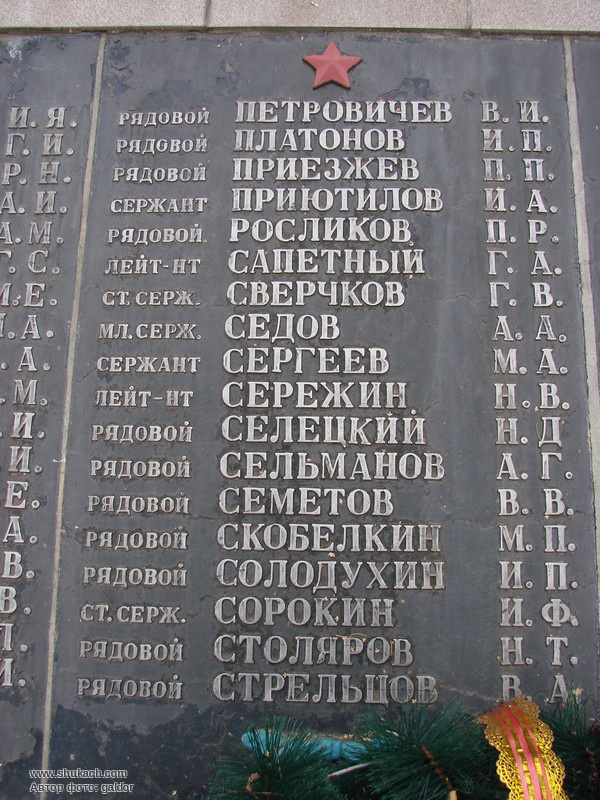 И. Я.
Г. И.
Р. Н.
А. И.
А. М.
Г. С.
М. Е.
А.
А.
М.
И.
И.
Е.
А.
В.
В.
И.
РЯДОВОЙ ПЕТРОВИЧЕВ В. И.
РЯДОВОЙ ПЛАТОНОВ И. П.
РЯДОВОЙ ПРИЕЗЖЕВ П. П.
СЕРЖАНТ ПРИЮТИЛОВ И. А.
РЯДОВОЙ РОСЛИКОВ П. Р.
ЛЕЙТ-НТ САПЕТНЫЙ Г. А.
СТ. СЕРЖ. СВЕРЧКОВ Г. В.
МЛ. СЕРЖ. СЕДОВ А. А.
СЕРЖАНТ СЕРГЕЕВ М. А.
ЛЕЙТ-НТ СЕРЕЖИН Н. В.
РЯДОВОЙ СЕЛЕЦКИЙ Н. Д
РЯДОВОЙ СЕЛЬМАНОВ А. Г.
РЯДОВОЙ СЕМЕТОВ В. В.
РЯДОВОЙ СКОБЕЛКИН М. П.
РЯДОВОЙ СОЛОДУХИН И. П.
СТ. СЕРЖ. СОРОКИН И. Ф.
РЯДОВОЙ СТОЛЯРОВ Н. Т.
РЯДОВОЙ СТРЕЛЬЦОВ В. А
www.shukach.com
Автор фото: gaklor